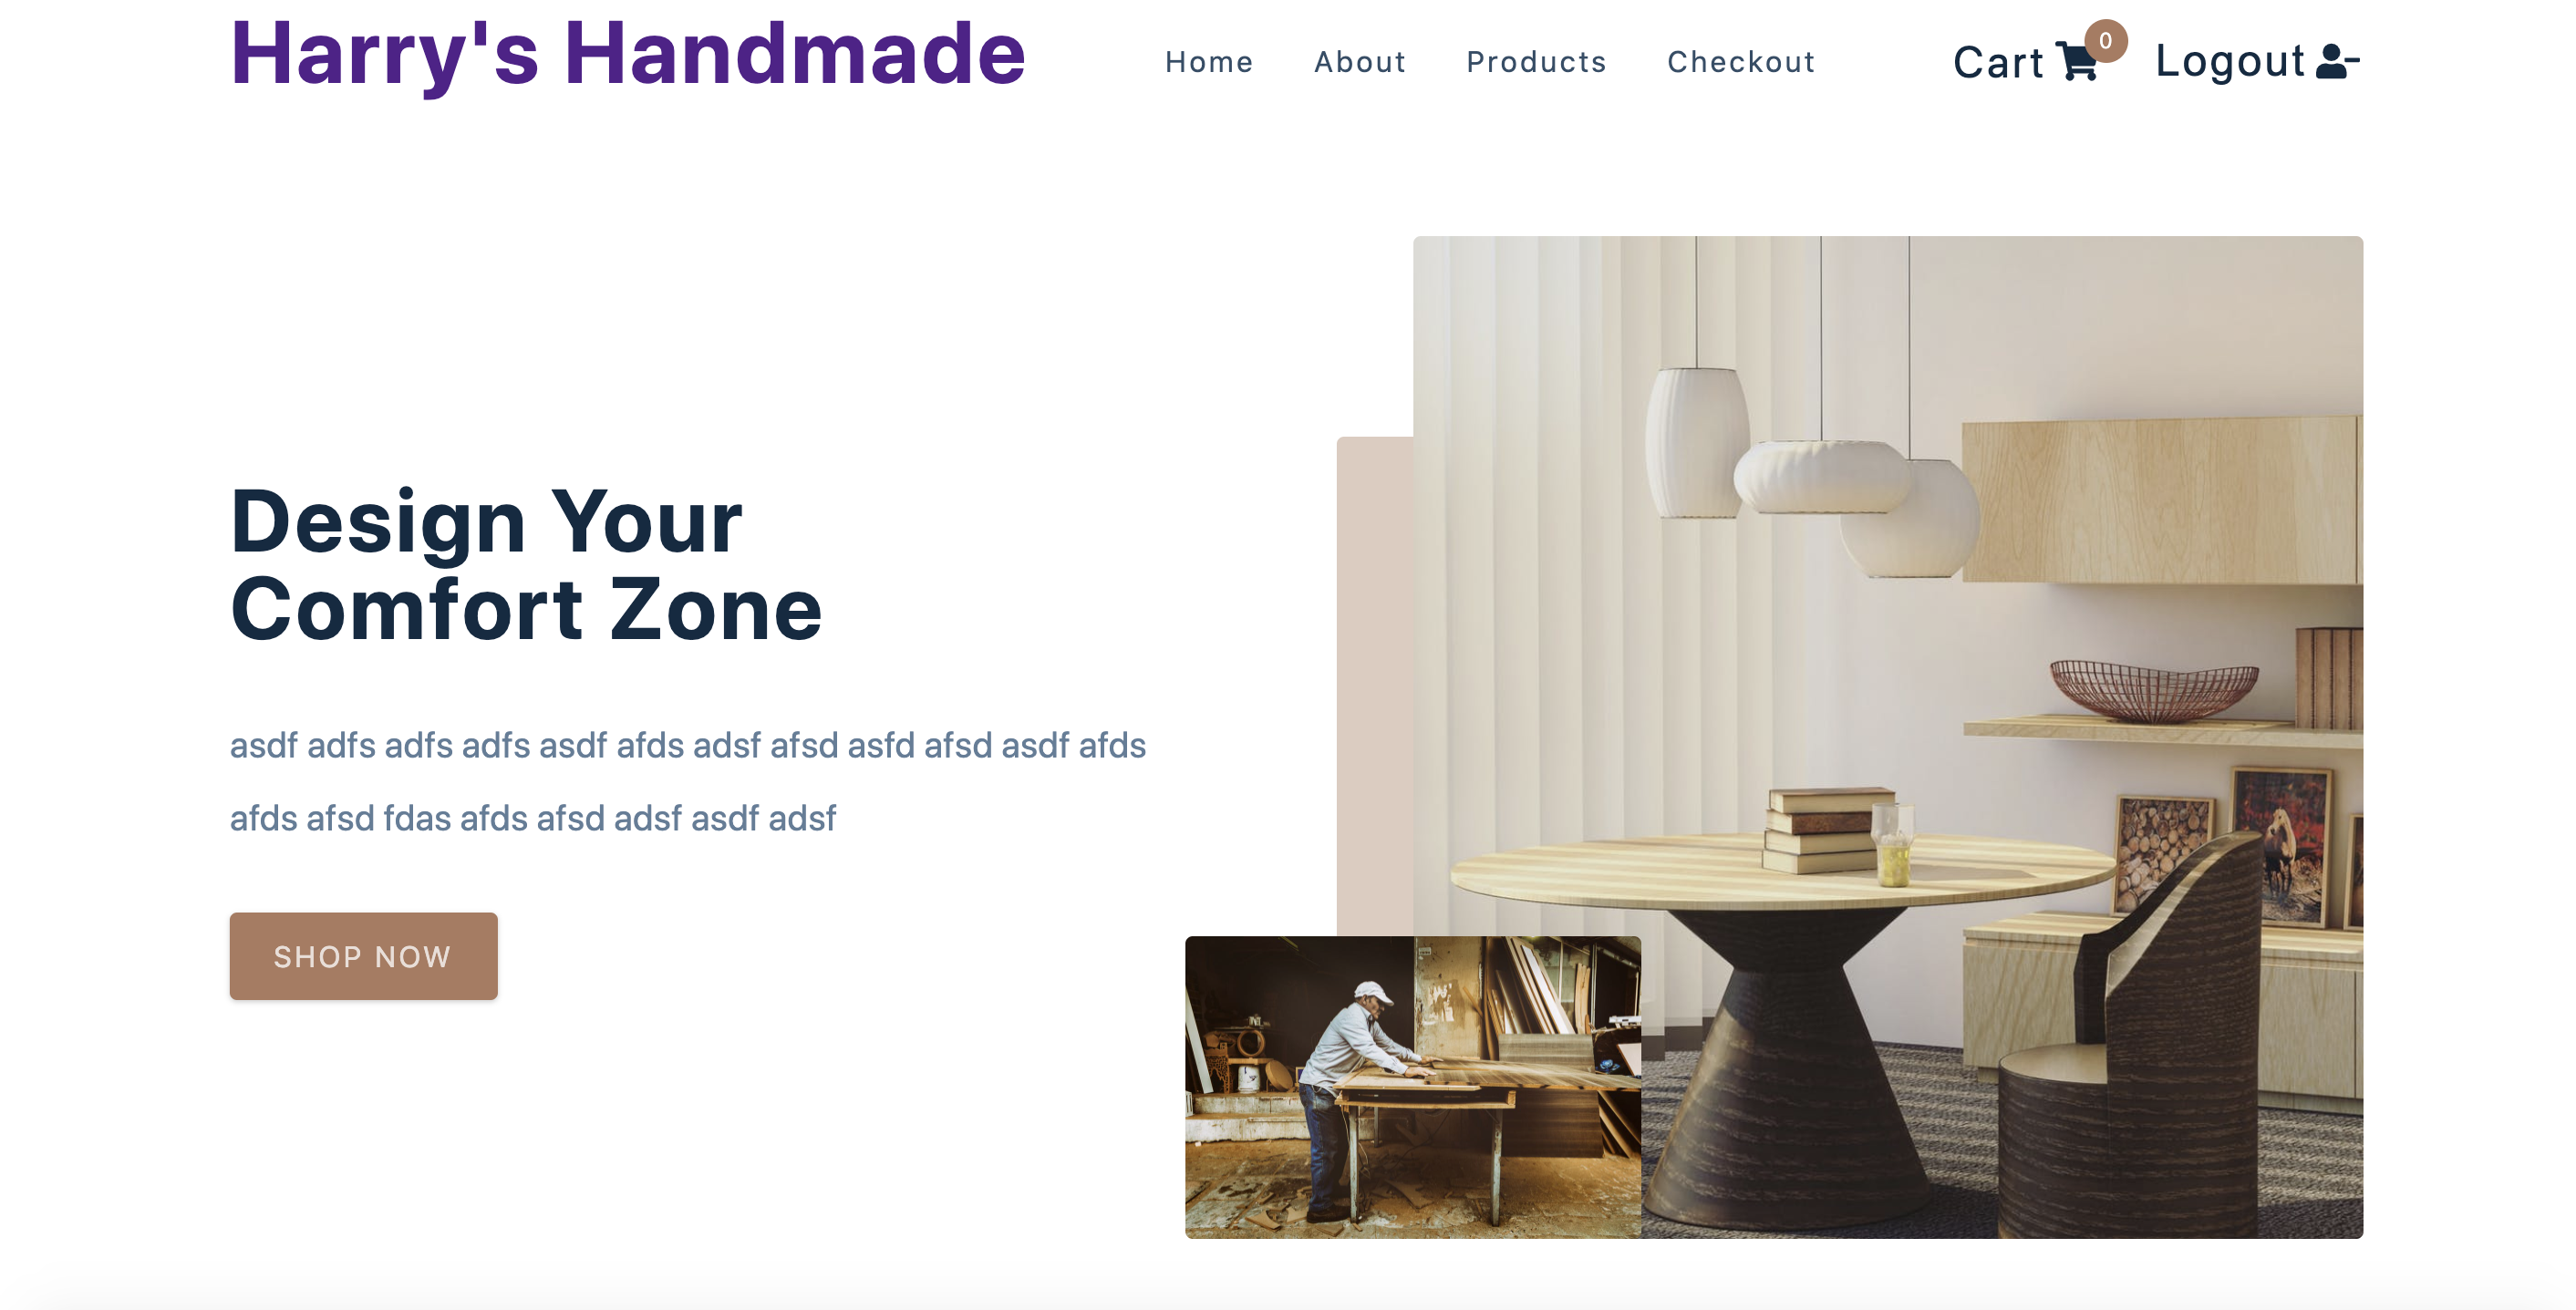 Harry's Handmade
Home About Products Checkout
Cart 0 Logout
Design Your
Comfort Zone
asdf adfs adfs adfs asdf afds adsf afsd asfd afsd asdf afds
afds afsd fdas afds afsd adsf asdf adsf
SHOP NOW